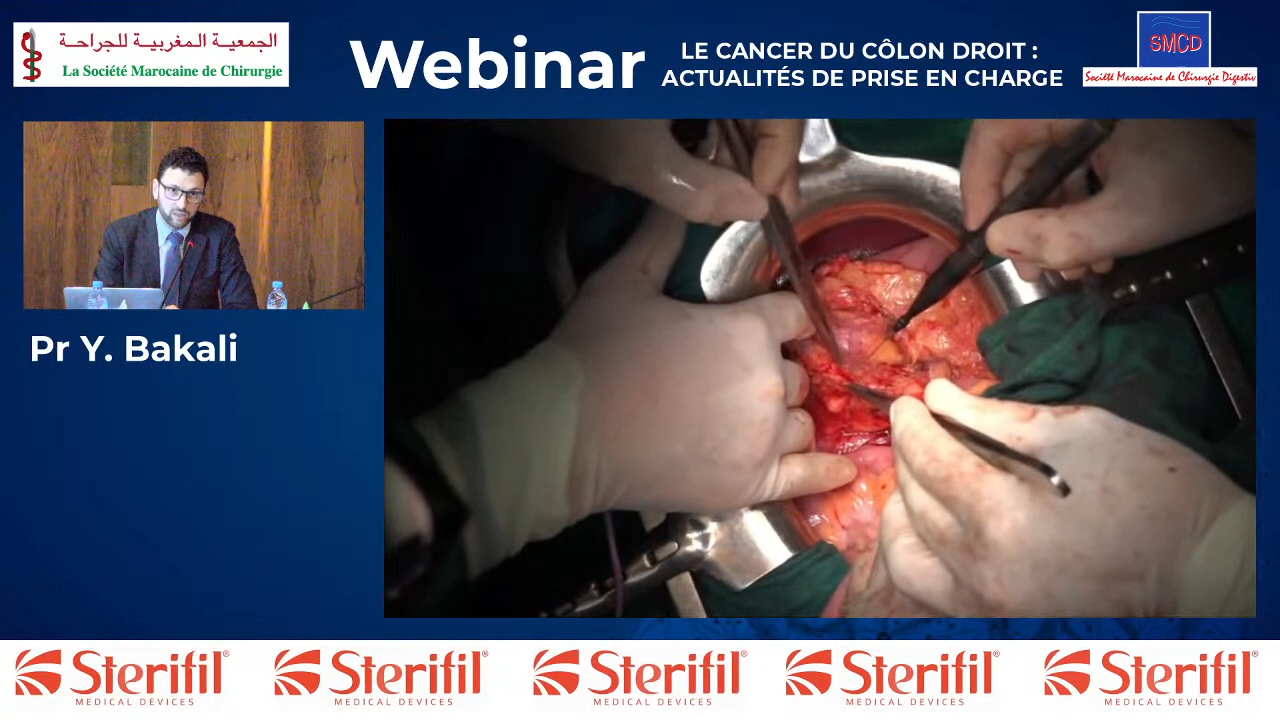 الجمعية المغربية للجراحة
La Société Marocaine de Chirurgie
Webinar
LE CANCER DU CÔLON DROIT :
ACTUALITÉS DE PRISE EN CHARGE
SMCD
Société Marocaine de Chirurgie Digestiv
Pr Y. Bakali
Sterifil®
MEDICAL DEVICES
Sterifil®
MEDICAL DEVICES
Sterifil®
MEDICAL DEVICES
Sterifil®
MEDICAL DEVICES
Sterifil®
MEDICAL DEVICES